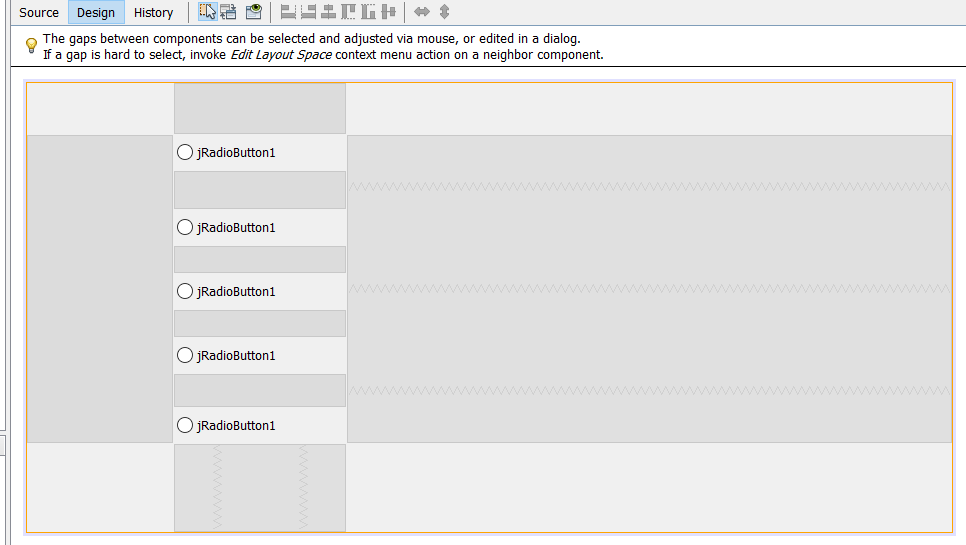 Source Design History
The gaps between components can be selected and adjusted via mouse, or edited in a dialog.
If a gap is hard to select, invoke Edit Layout Space context menu action on a neighbor component.
jRadioButton1
jRadioButton1
jRadioButton1
jRadioButton1
jRadioButton1